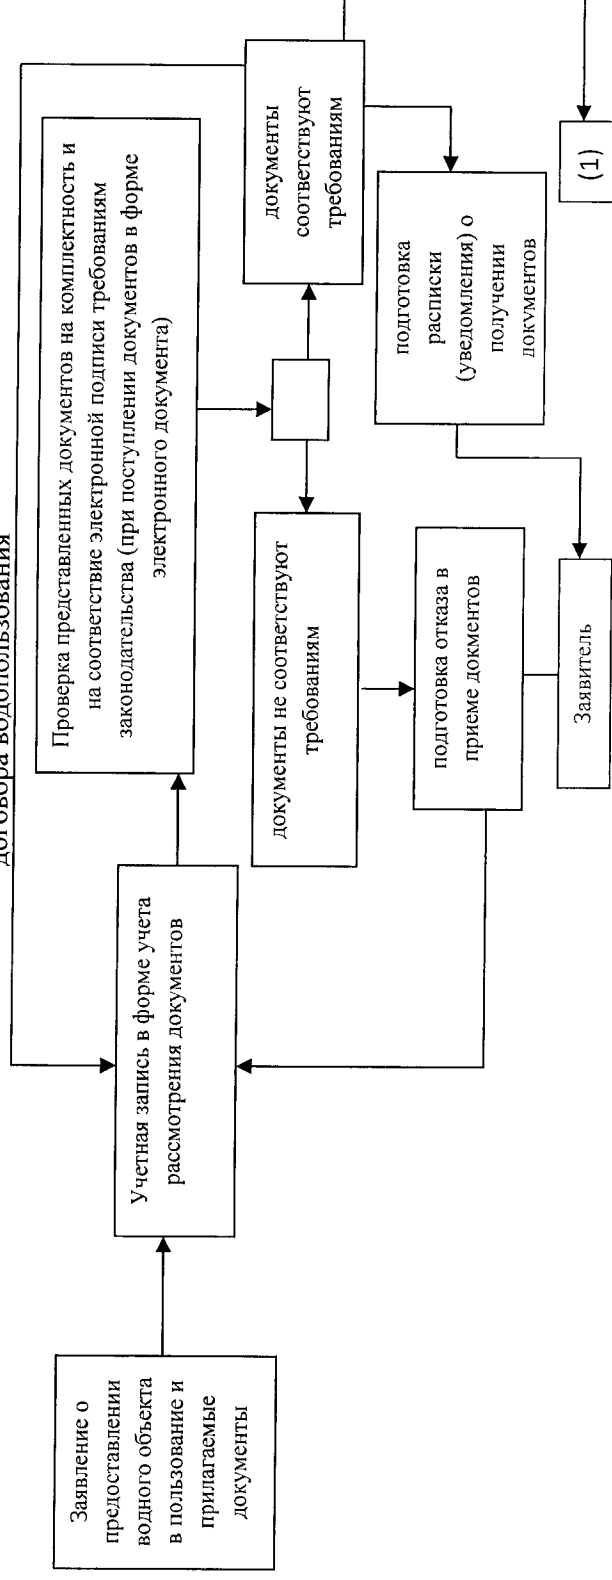 договора водопользования
Заявление о
предоставлении
водного объекта
в пользование и
прилагаемые
документы
Учетная запись в форме учета
рассмотрения документов
Проверка представленных документов на комплектность и
на соответствие электронной подписи требованиям
законодательства (при поступлении документов в форме
электронного документа)
документы не соответствуют
требованиям
документы
соответствуют
требованиям
подготовка отказа в
приеме докментов
подготовка
расписки
(уведомления) о
получении
документов
Заявитель
(1)